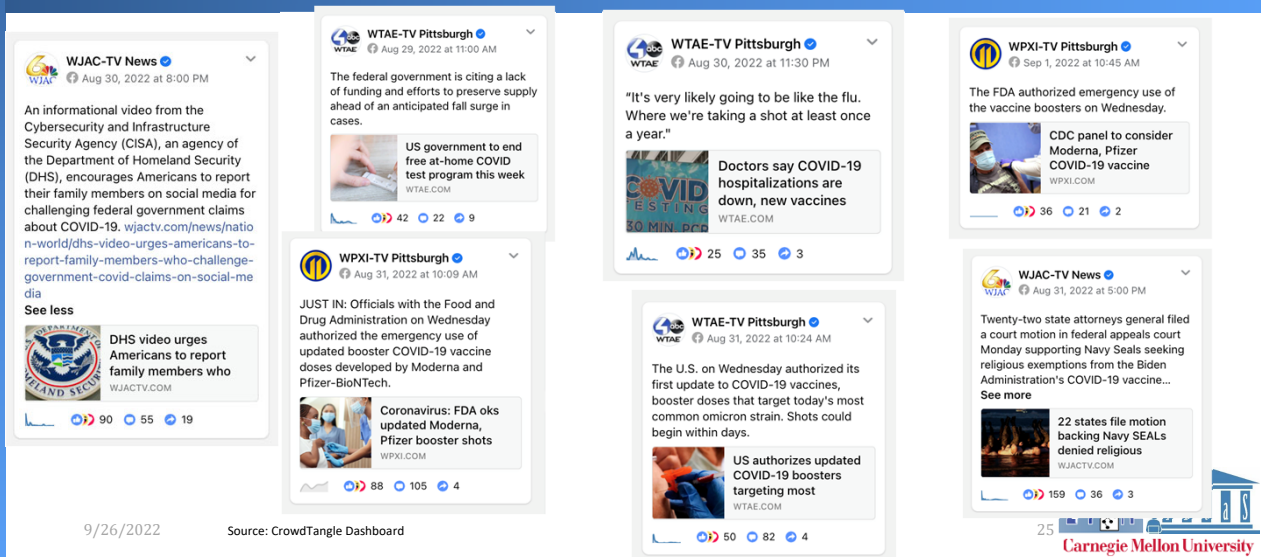 WJAC-TV News
Aug 30, 2022 at 8:00 PM
An informational video from the
Cybersecurity and Infrastructure
Security Agency (CISA), an agency of
the Department of Homeland Security
(DHS), encourages Americans to report
their family members on social media for
challenging federal government claims
about COVID-19. wjactv.com/news/natio
n-world/dhs-video-urges-americans-to-
report-family-members-who-challenge-
government-covid-claims-on-social-me
dia
See less
DHS video urges
Americans to report
family members who
WJACTV.COM
90 55 19
WTAE-TV Pittsburgh
Aug 29, 2022 at 11:00 AM
The federal government is citing a lack
of funding and efforts to preserve supply
ahead of an anticipated fall surge in
cases.
US government to end
free at-home COVID
test program this week
WTAE.COM
42 22 9
WPXI-TV Pittsburgh
Aug 31, 2022 at 10:09 AM
JUST IN: Officials with the Food and
Drug Administration on Wednesday
authorized the emergency use of
updated booster COVID-19 vaccine
doses developed by Moderna and
Pfizer-BioNTech.
Coronavirus: FDA oks
updated Moderna,
Pfizer booster shots
WPXI.COM
88 105 4
WTAE-TV Pittsburgh
Aug 30, 2022 at 11:30 PM
“It's very likely going to be like the flu.
Where we're taking a shot at least once
a year."
COVID
TESTING
30 MIN. PCR
Doctors say COVID-19
hospitalizations are
down, new vaccines
WTAE.COM
25 35 3
WTAE-TV Pittsburgh
Aug 31, 2022 at 10:24 AM
The U.S. on Wednesday authorized its
first update to COVID-19 vaccines,
booster doses that target today's most
common omicron strain. Shots could
begin within days.
US authorizes updated
COVID-19 boosters
targeting most
WTAE.COM
50 82 4
WPXI-TV Pittsburgh
Sep 1, 2022 at 10:45 AM
The FDA authorized emergency use of
the vaccine boosters on Wednesday.
CDC panel to consider
Moderna, Pfizer
COVID-19 vaccine
WPXI.COM
36 21 2
WJAC-TV News
Aug 31, 2022 at 5:00 PM
Twenty-two state attorneys general filed
a court motion in federal appeals court
Monday supporting Navy Seals seeking
religious exemptions from the Biden
Administration's COVID-19 vaccine...
See more
22 states file motion
backing Navy SEALs
denied religious
WJACTV.COM
159 36 3
9/26/2022
Source: CrowdTangle Dashboard
25
Carnegie Mellon University